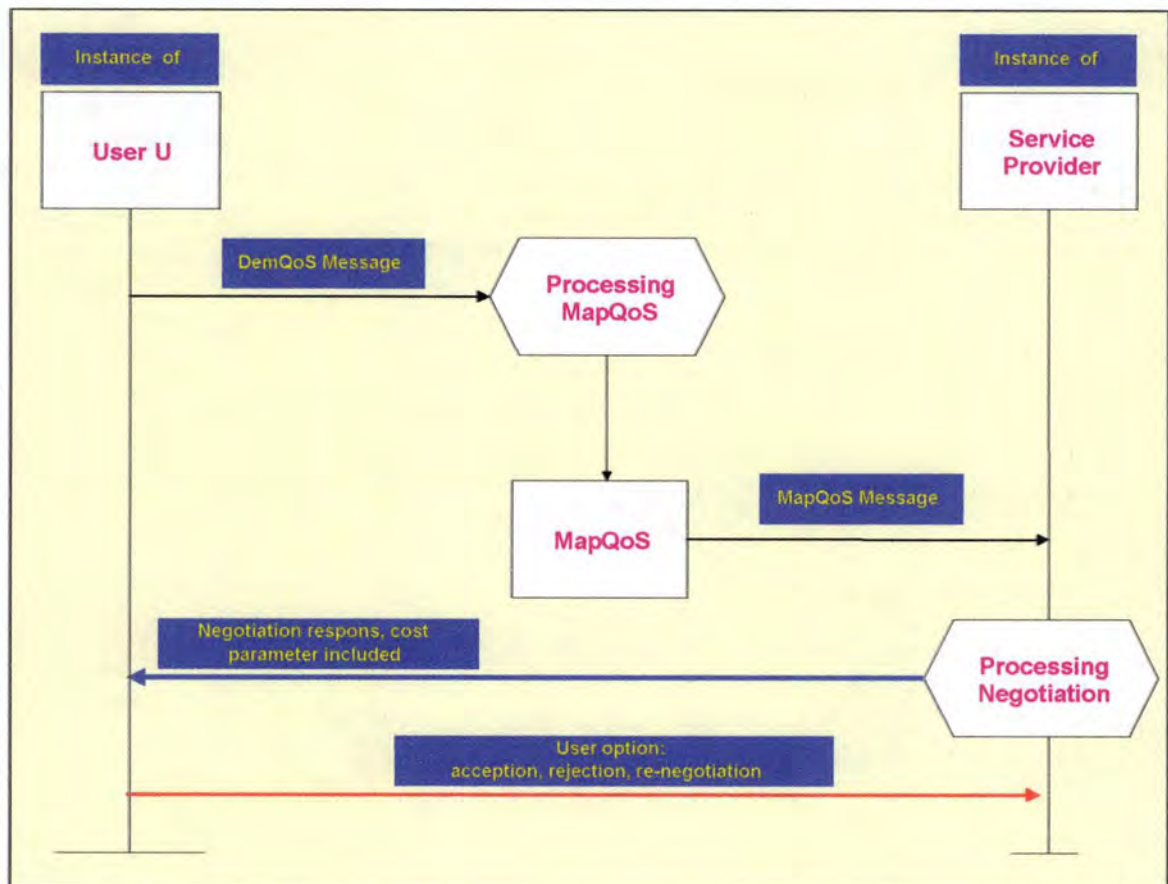 Instance of
Instance of
User U
Service
Provider
DemQoS Message
Processing
MapQoS
MapQoS Message
MapQoS
Negotiation respons, cost
parameter included
Processing
Negotiation
User option:
acception, rejection, re-negotiation